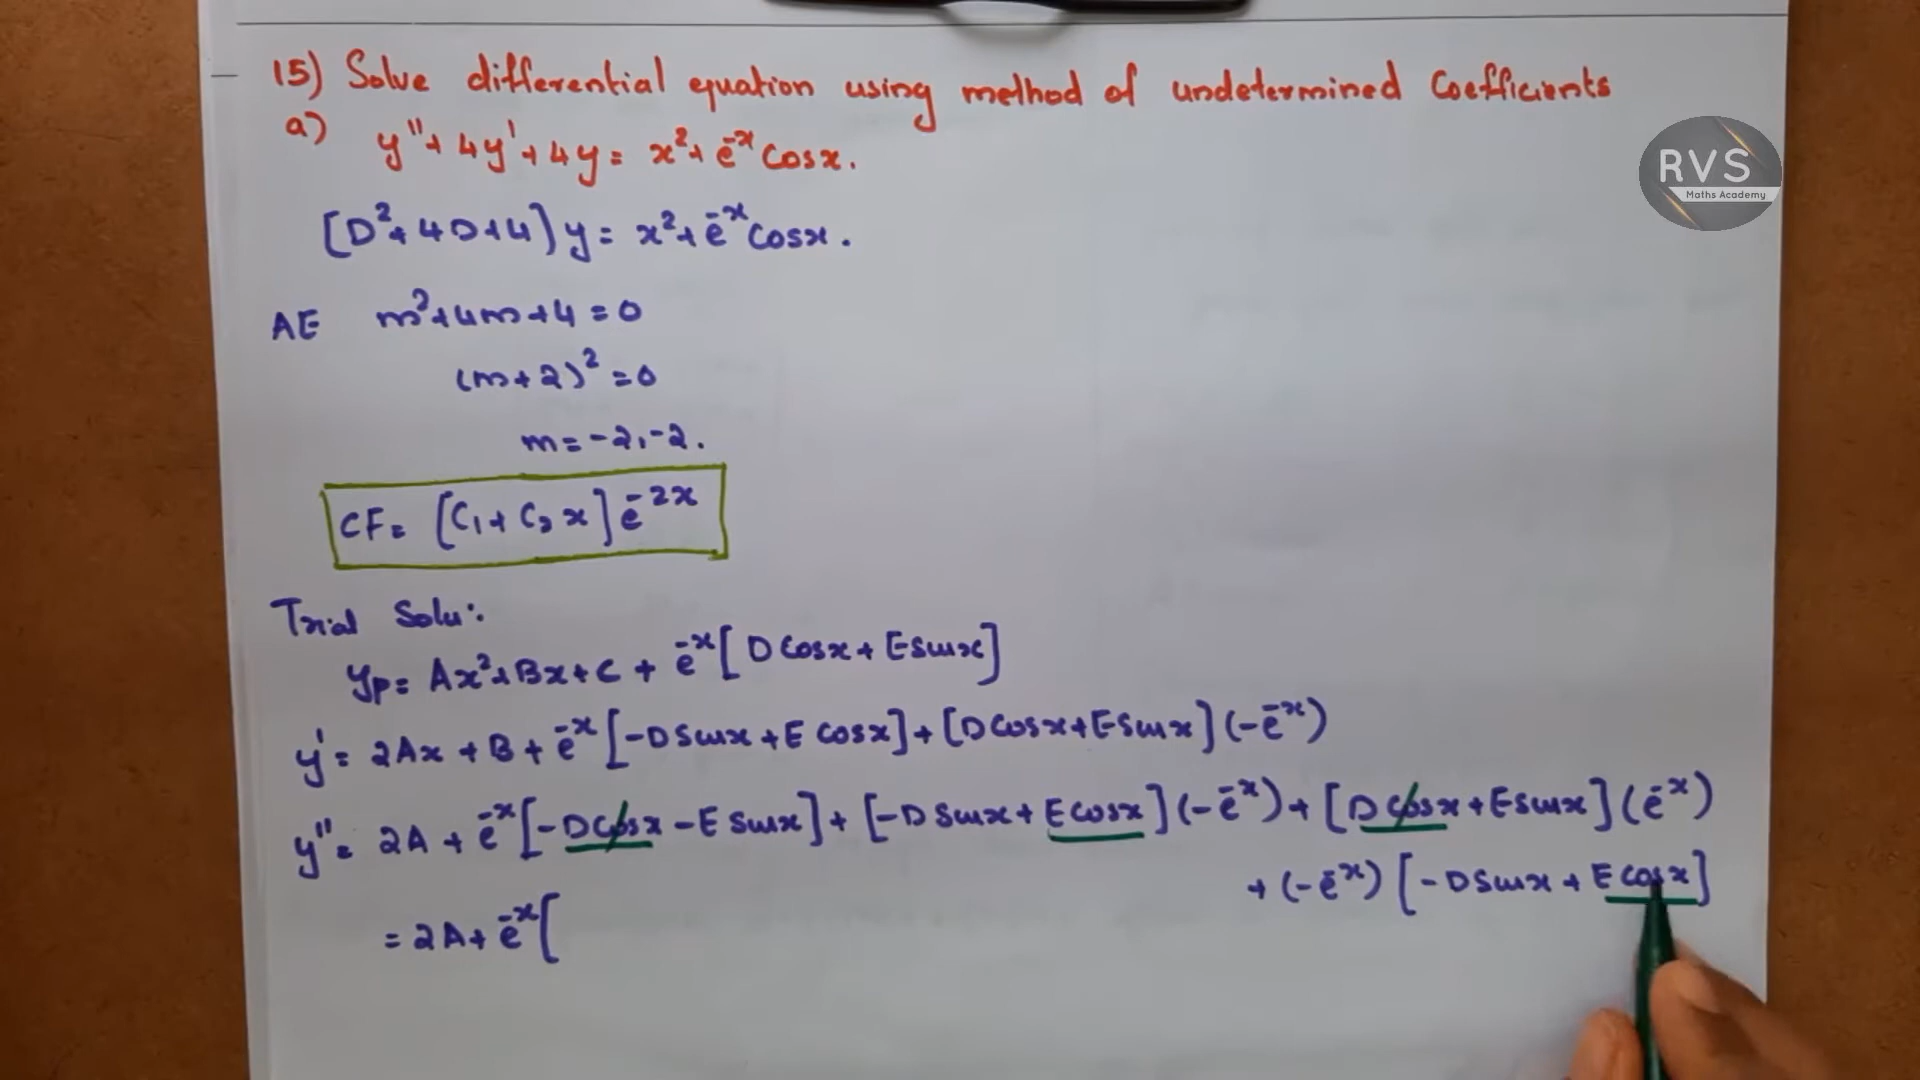 15) Solve differential equation using method of undetermined Coefficients
a) y'' + 4y' + 4y = x² + e⁻ˣ Cosx.
RVS
Maths Academy
[D² + 4D + 4] y = x² + e⁻ˣ Cosx.
AE m² + 4m + 4 = 0
(m + 2)² = 0
m = -2, -2.
CF = [C₁ + C₂ x] e⁻²ˣ
Trial Solu:
yp = Ax² + Bx + C + e⁻ˣ [D Cosx + E Sinx]
y' = 2Ax + B + e⁻ˣ [-D Sinx + E Cosx] + [D Cosx + E Sinx] (-e⁻ˣ)
y'' = 2A + e⁻ˣ [-D Cosx - E Sinx] + [-D Sinx + E Cosx] (-e⁻ˣ) + [D Cosx + E Sinx] (e⁻ˣ)
+ (-e⁻ˣ) [-D Sinx + E Cosx]
= 2A + e⁻ˣ [